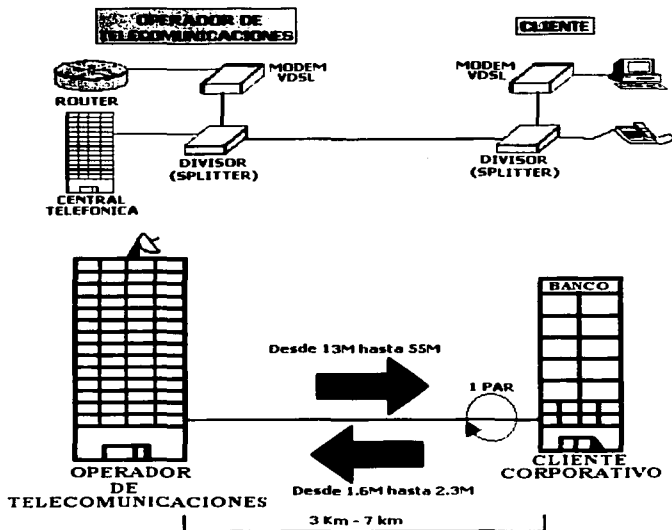 OPERADOR DE
TELECOMUNICACIONES
CLIENTE
MODEM
VDSL
MODEM
VDSL
ROUTER
DIVISOR
(SPLITTER)
DIVISOR
(SPLITTER)
CENTRAL
TELEFONICA
BANCO
Desde 13M hasta 55M
1 PAR
OPERADOR
DE
TELECOMUNICACIONES
CLIENTE
CORPORATIVO
Desde 1.6M hasta 2.3M
3 Km - 7 km